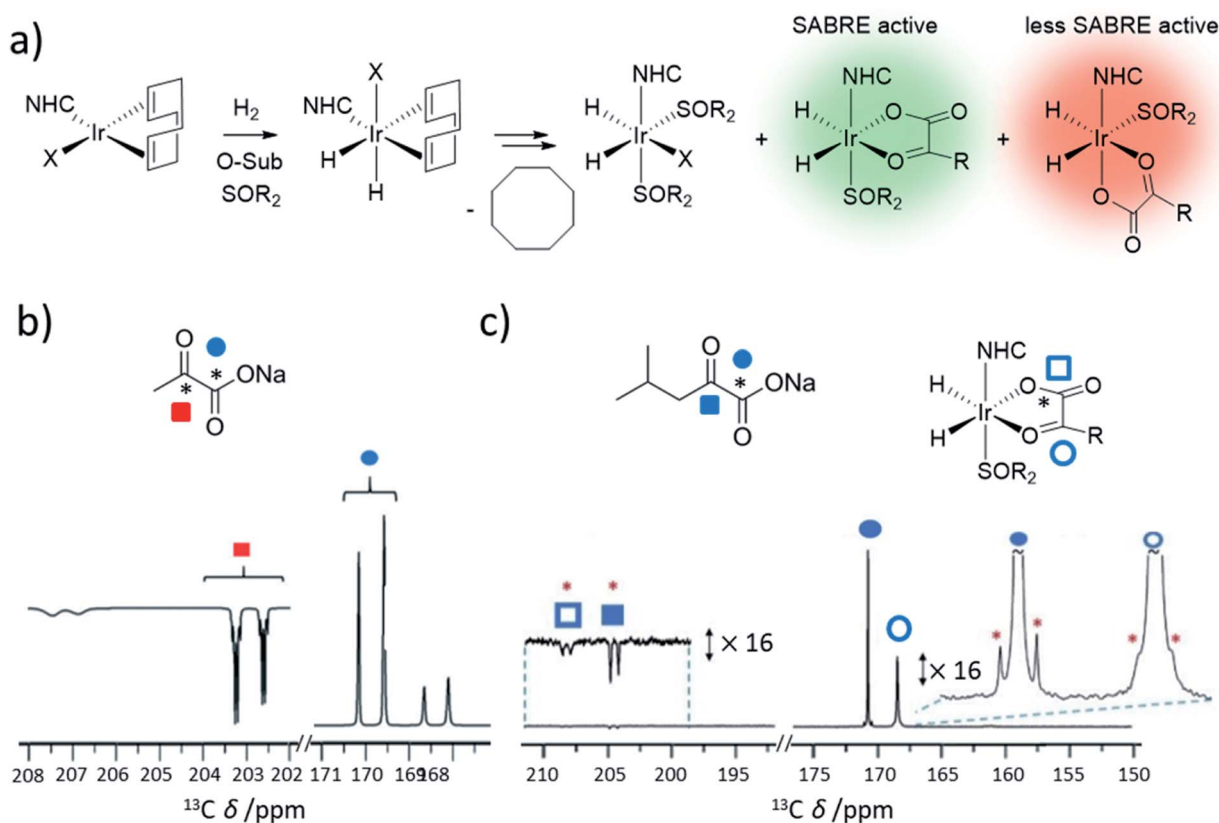 a)
SABRE active
less SABRE active
NHC
X
Ir
H₂
O-Sub
SOR₂
-
X
NHC
Ir
H
H
NHC
H
SOR₂
Ir
H
X
SOR₂
+
NHC
H
O
O
Ir
H
O
R
SOR₂
+
NHC
SOR₂
H
Ir
H
O
O
R
O
b)
O
*
*
ONa
O
208 207 206 205 204 203 202 171 170 169 168
¹³C δ /ppm
c)
O
*
ONa
O
NHC
H
O
O
*
Ir
H
O
R
SOR₂
* *
× 16
× 16
* * * *
210 205 200 195 175 170 165 160 155 150
¹³C δ /ppm